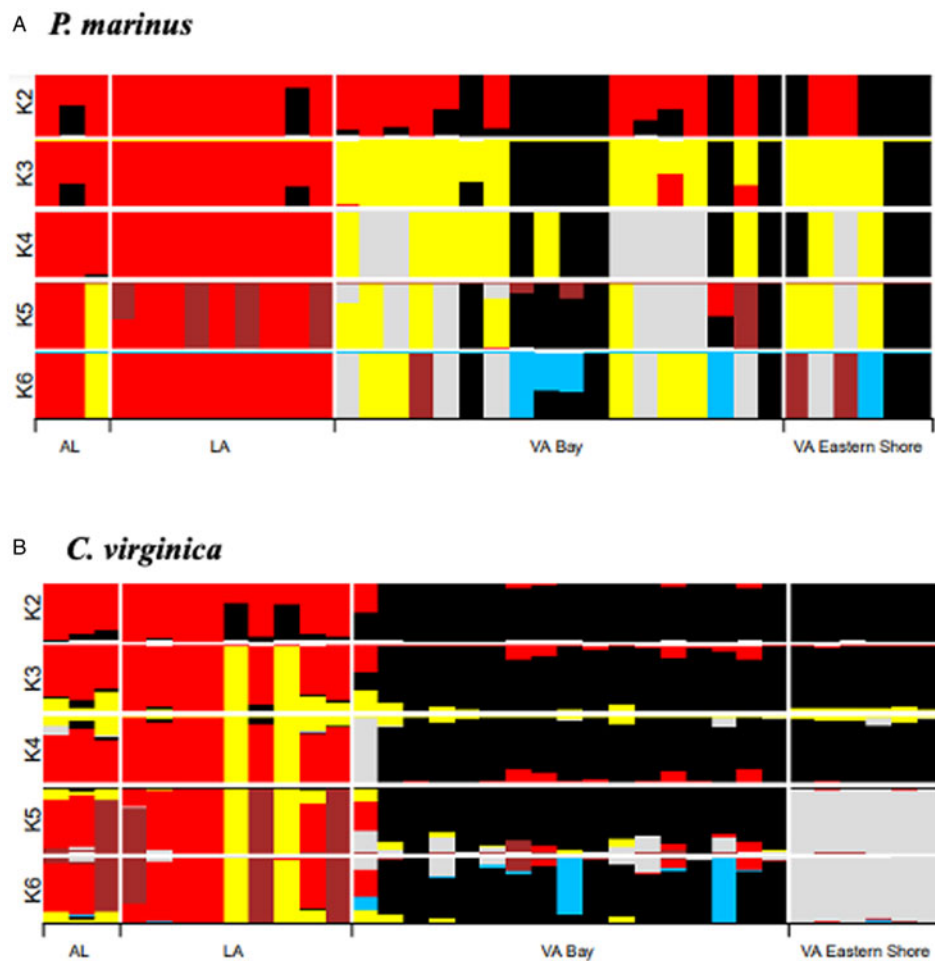 A P. marinus
K2
K3
K4
K5
K6
AL LA VA Bay VA Eastern Shore
B C. virginica
K2
K3
K4
K5
K6
AL LA VA Bay VA Eastern Shore